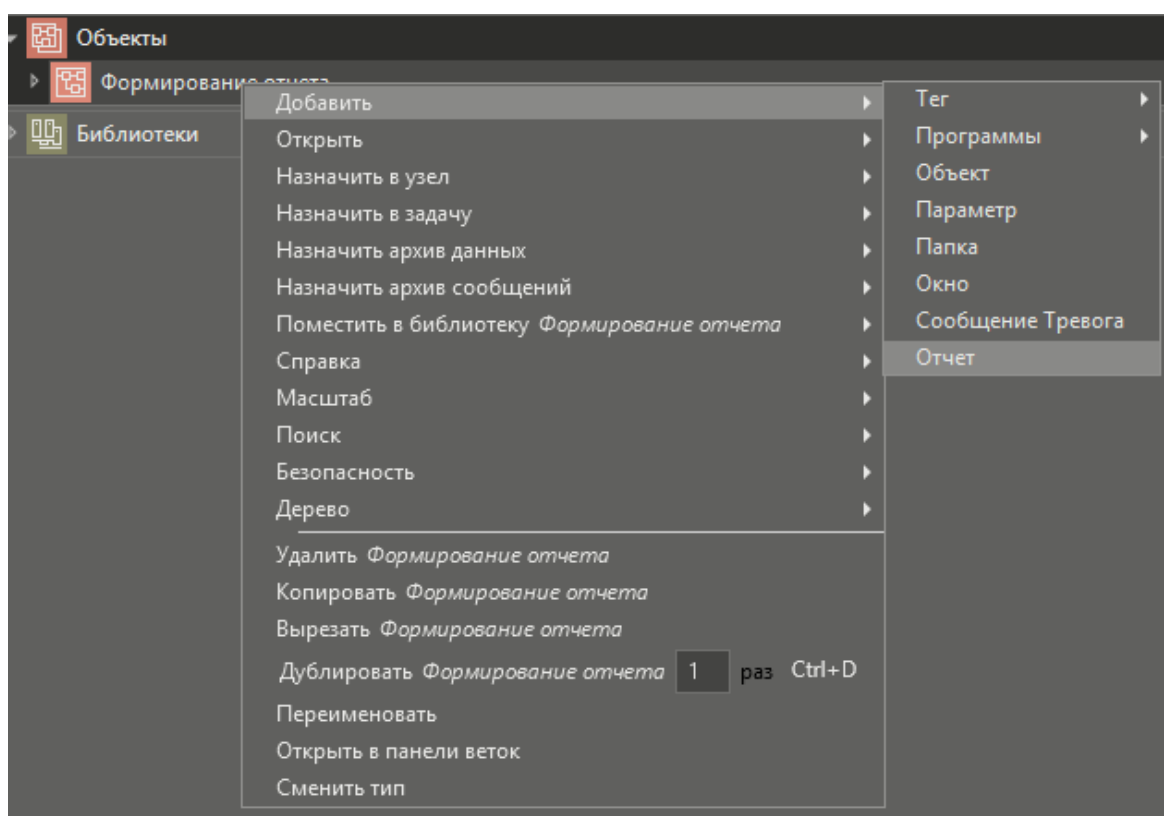 Объекты
Формирование отчета
Библиотеки
Добавить
Открыть
Назначить в узел
Назначить в задачу
Назначить архив данных
Назначить архив сообщений
Поместить в библиотеку Формирование отчета
Справка
Масштаб
Поиск
Безопасность
Дерево
Удалить Формирование отчета
Копировать Формирование отчета
Вырезать Формирование отчета
Дублировать Формирование отчета 1 раз Ctrl+D
Переименовать
Открыть в панели веток
Сменить тип
Тег
Программы
Объект
Параметр
Папка
Окно
Сообщение Тревога
Отчет